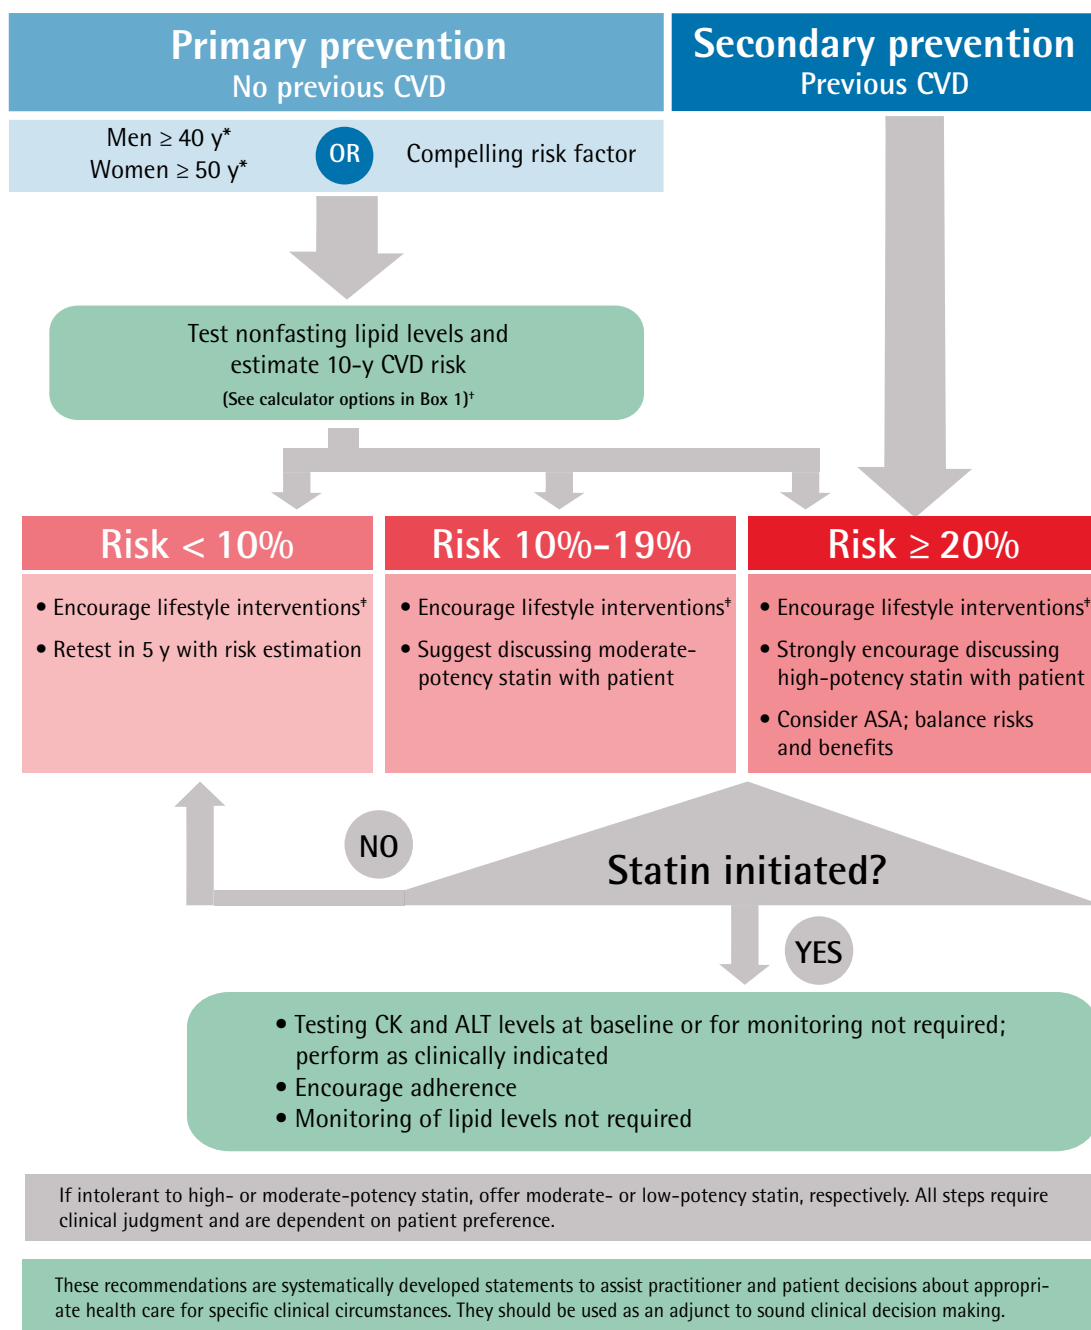 Primary prevention
No previous CVD
Secondary prevention
Previous CVD
Men ≥ 40 y*
Women ≥ 50 y*
OR
Compelling risk factor
Test nonfasting lipid levels and
estimate 10-y CVD risk
(See calculator options in Box 1)†
Risk < 10%
• Encourage lifestyle interventions‡
• Retest in 5 y with risk estimation
Risk 10%-19%
• Encourage lifestyle interventions‡
• Suggest discussing moderate-
potency statin with patient
Risk ≥ 20%
• Encourage lifestyle interventions‡
• Strongly encourage discussing
high-potency statin with patient
• Consider ASA; balance risks
and benefits
NO
Statin initiated?
YES
• Testing CK and ALT levels at baseline or for monitoring not required;
perform as clinically indicated
• Encourage adherence
• Monitoring of lipid levels not required
If intolerant to high- or moderate-potency statin, offer moderate- or low-potency statin, respectively. All steps require
clinical judgment and are dependent on patient preference.
These recommendations are systematically developed statements to assist practitioner and patient decisions about appropri-
ate health care for specific clinical circumstances. They should be used as an adjunct to sound clinical decision making.